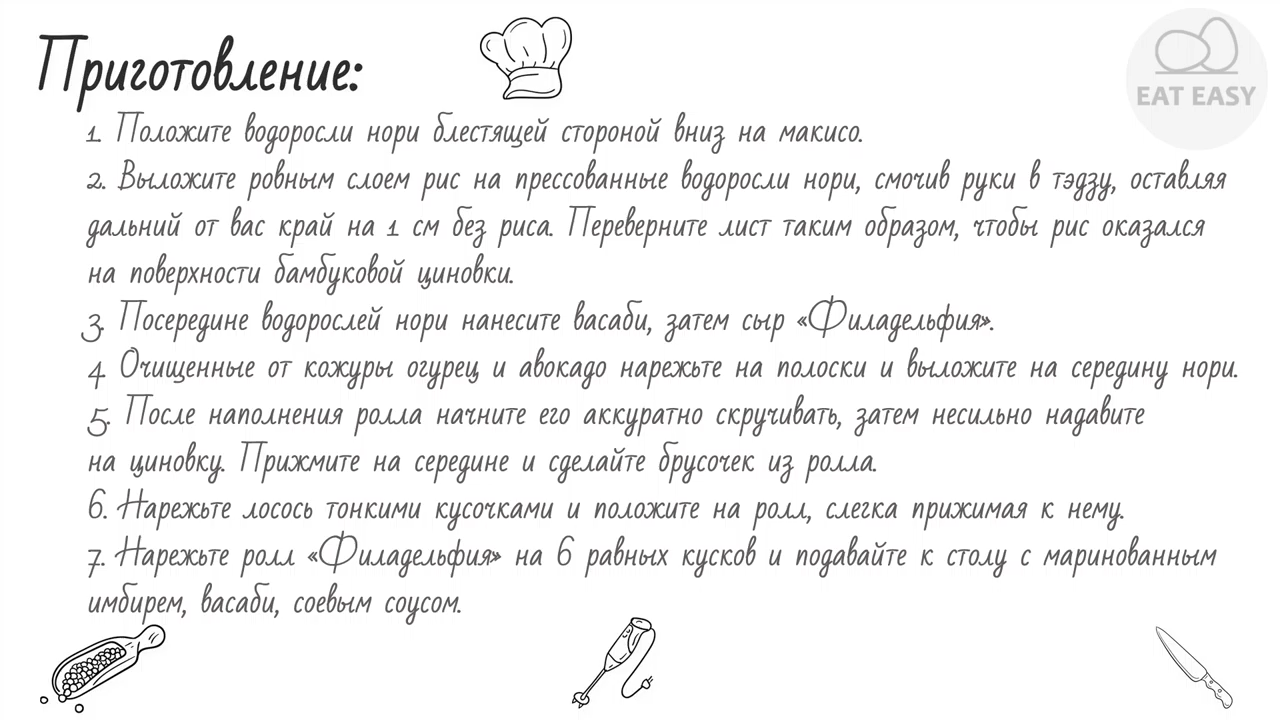 Приготовление:
EAT EASY
1. Положите водоросли нори блестящей стороной вниз на макисо.
2. Выложите ровным слоем рис на прессованные водоросли нори, смочив руки в тэдзу, оставляя
дальний от вас край на 1 см без риса. Переверните лист таким образом, чтобы рис оказался
на поверхности бамбуковой циновки.
3. Посередине водорослей нори нанесите васаби, затем сыр «Филадельфия».
4. Очищенные от кожуры огурец и авокадо нарежьте на полоски и выложите на середину нори.
5. После наполнения ролла начните его аккуратно скручивать, затем несильно надавите
на циновку. Прижмите на середине и сделайте брусочек из ролла.
6. Нарежьте лосось тонкими кусочками и положите на ролл, слегка прижимая к нему.
7. Нарежьте ролл «Филадельфия» на 6 равных кусков и подавайте к столу с маринованным
имбирем, васаби, соевым соусом.